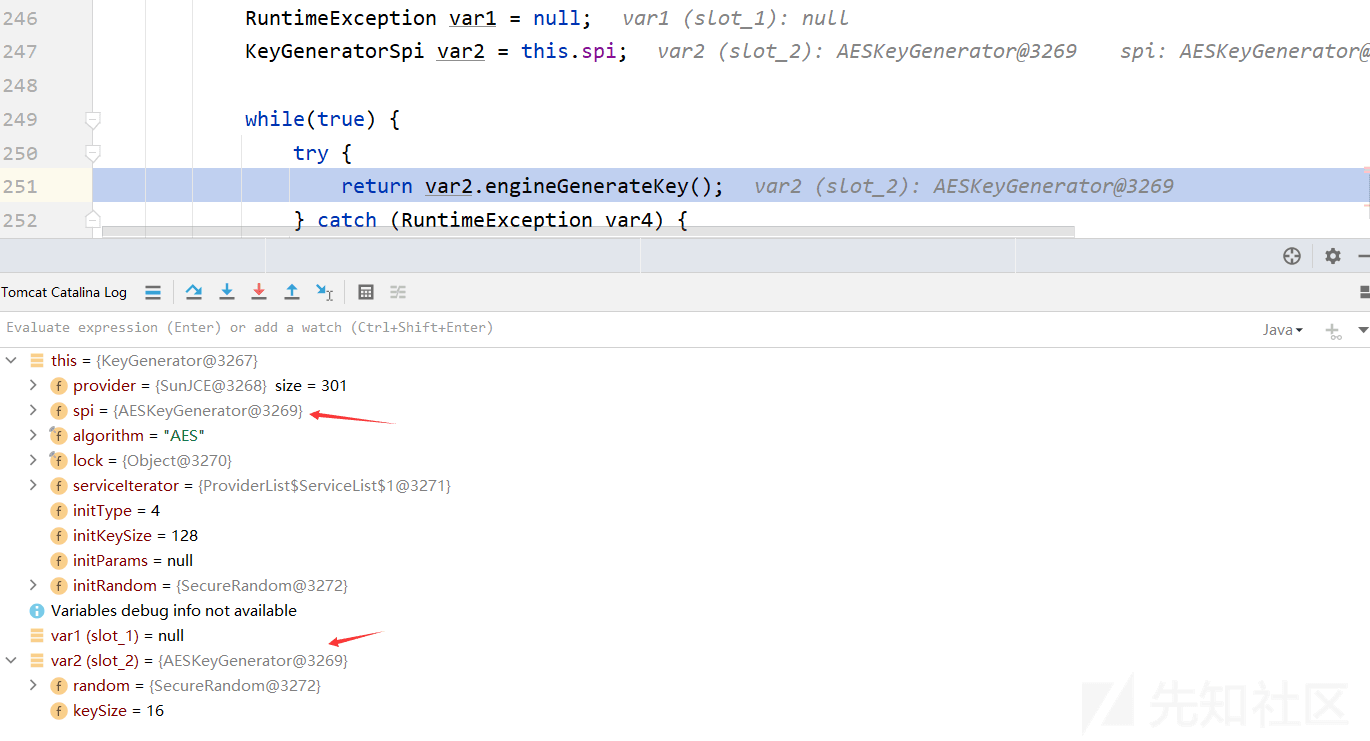 246 RuntimeException var1 = null; var1 (slot_1): null
247 KeyGeneratorSpi var2 = this.spi; var2 (slot_2): AESKeyGenerator@3269 spi: AESKeyGenerator@
248
249 while(true) {
250 try {
251 return var2.engineGenerateKey(); var2 (slot_2): AESKeyGenerator@3269
252 } catch (RuntimeException var4) {
Tomcat Catalina Log
Evaluate expression (Enter) or add a watch (Ctrl+Shift+Enter) Java
this = {KeyGenerator@3267}
f provider = {SunJCE@3268} size = 301
f spi = {AESKeyGenerator@3269}
f algorithm = "AES"
f lock = {Object@3270}
f serviceIterator = {ProviderList$ServiceList$1@3271}
f initType = 4
f initKeySize = 128
f initParams = null
f initRandom = {SecureRandom@3272}
Variables debug info not available
var1 (slot_1) = null
var2 (slot_2) = {AESKeyGenerator@3269}
f random = {SecureRandom@3272}
f keySize = 16
先知社区